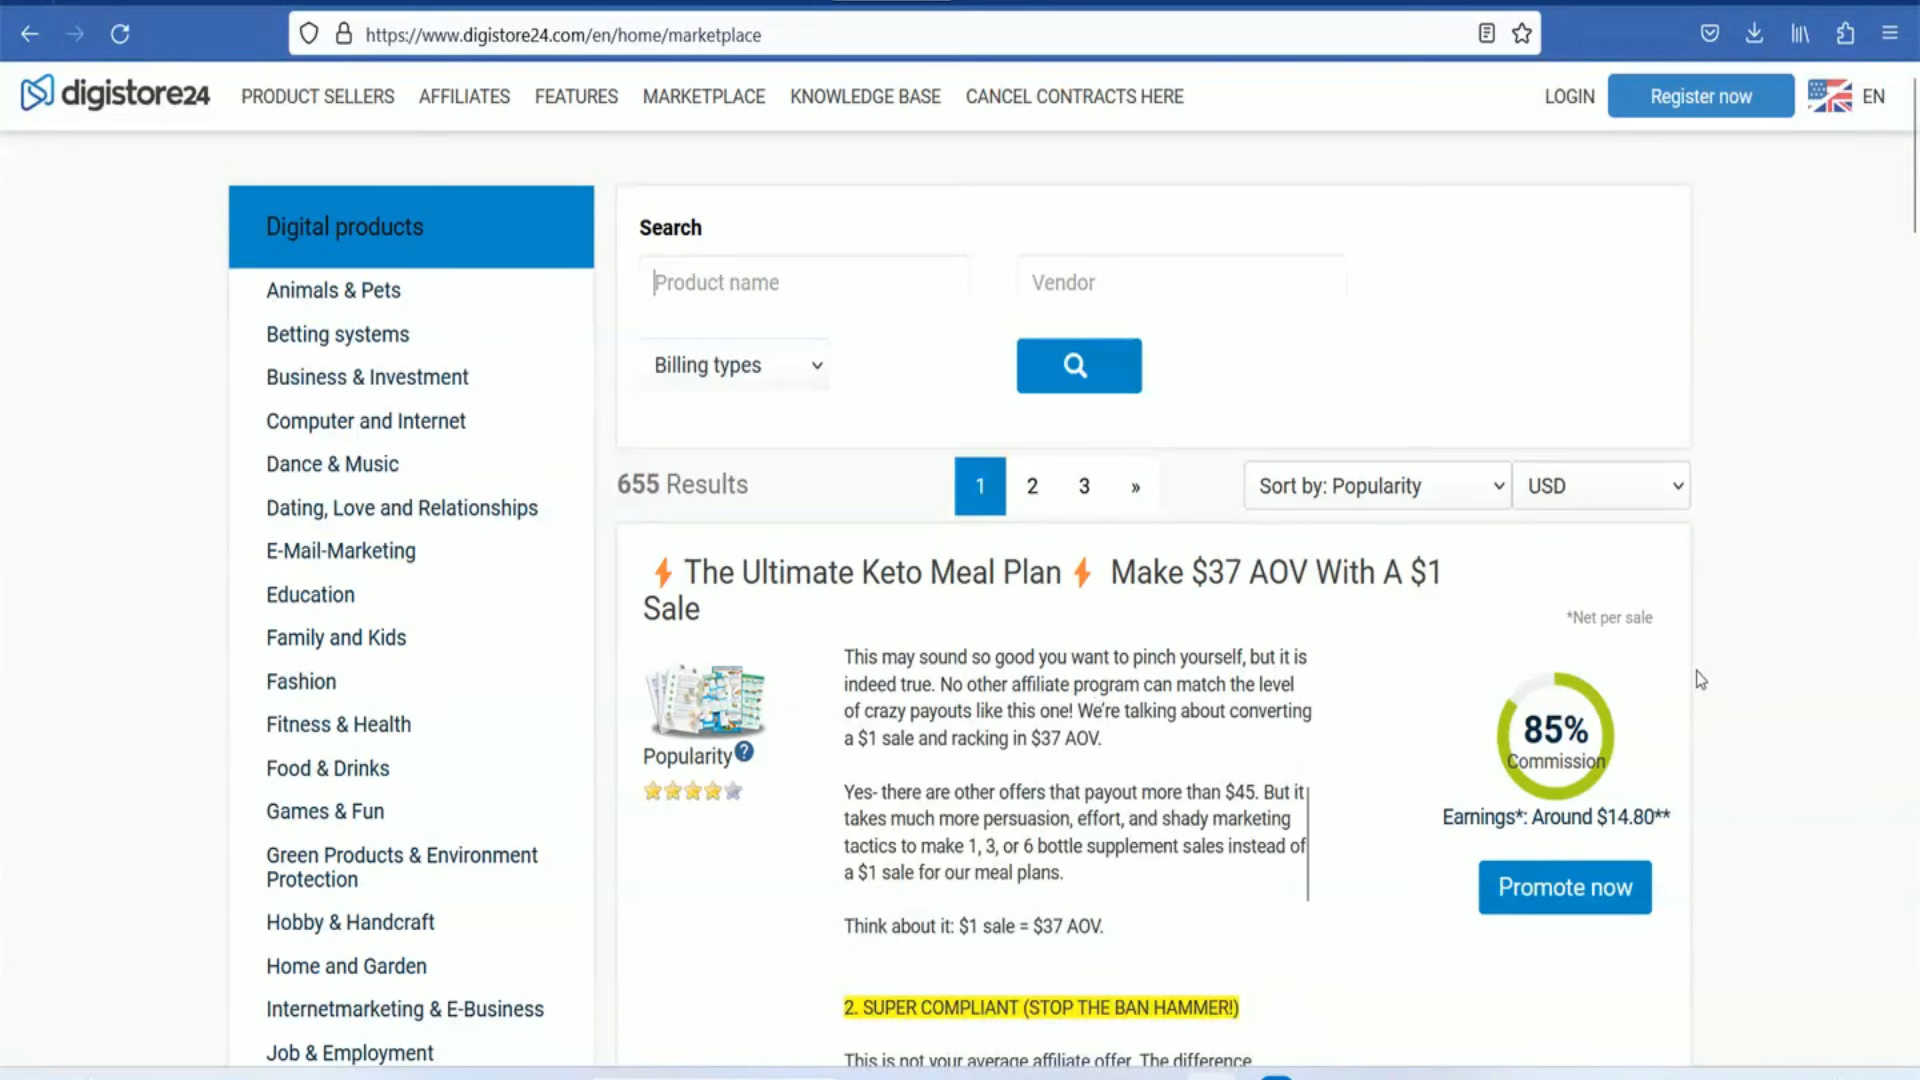 https://www.digistore24.com/en/home/marketplace
digistore24
PRODUCT SELLERS
AFFILIATES
FEATURES
MARKETPLACE
KNOWLEDGE BASE
CANCEL CONTRACTS HERE
LOGIN
Register now
EN
Digital products
Animals & Pets
Betting systems
Business & Investment
Computer and Internet
Dance & Music
Dating, Love and Relationships
E-Mail-Marketing
Education
Family and Kids
Fashion
Fitness & Health
Food & Drinks
Games & Fun
Green Products & Environment
Protection
Hobby & Handcraft
Home and Garden
Internetmarketing & E-Business
Job & Employment
Search
Product name
Vendor
Billing types
655 Results
1 2 3 »
Sort by: Popularity
USD
⚡The Ultimate Keto Meal Plan⚡ Make $37 AOV With A $1
Sale
*Net per sale
Popularity?
This may sound so good you want to pinch yourself, but it is
indeed true. No other affiliate program can match the level
of crazy payouts like this one! We're talking about converting
a $1 sale and racking in $37 AOV.
Yes- there are other offers that payout more than $45. But it
takes much more persuasion, effort, and shady marketing
tactics to make 1, 3, or 6 bottle supplement sales instead of
a $1 sale for our meal plans.
Think about it: $1 sale = $37 AOV.
2. SUPER COMPLIANT (STOP THE BAN HAMMER!)
This is not your average affiliate offer. The difference
85%
Commission
Earnings*: Around $14.80**
Promote now